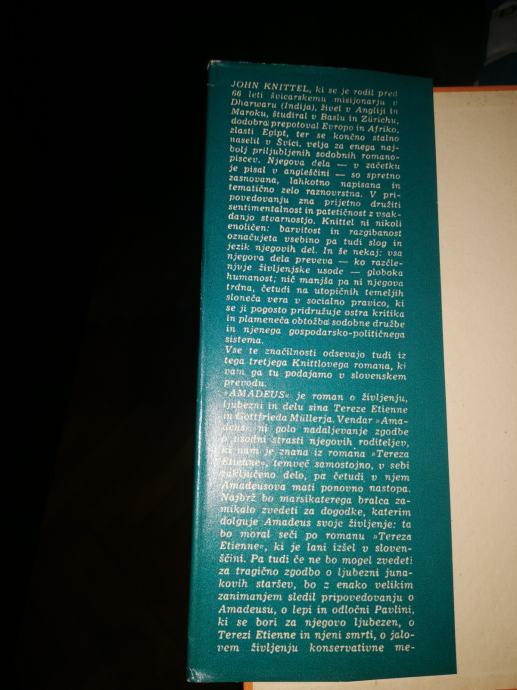 JOHN KNITTEL, ki se je rodil pred
66 leti švicarskemu misijonarju v
Dharwaru (Indija), živel v Angliji in
Maroku, študiral v Baslu in Zürichu,
dodobra prepotoval Evropo in Afriko,
zlasti Egipt, ter se končno stalno
naselil v Švici, velja za enega naj-
bolj priljubljenih sodobnih romano-
piscev. Njegova dela — v začetku
je pisal v angleščini — so spretno
zasnovana, lahkotno napisana in
tematično zelo raznovrstna. V pri-
povedovanju zna prijetno družiti
sentimentalnost in patetičnost z vsak-
danjo stvarnostjo. Knittel ni nikoli
enoličen: barvitost in razgibanost
označujeta vsebino pa tudi slog in
jezik njegovih del. In še nekaj: vsa
njegova dela preveva — ko razčle-
njuje življenjske usode — globoka
humanost; nič manjša pa ni njegova
trdna, četudi na utopičnih temeljih
sloneča vera v socialno pravico, ki
se ji pogosto pridružuje ostra kritika
in plameneča obtožba sodobne družbe
in njenega gospodarsko-političnega
sistema.
Vse te značilnosti odsevajo tudi iz
tega tretjega Knittlovega romana, ki
vam ga tu podajamo v slovenskem
prevodu.
»AMADEUS« je roman o življenju,
ljubezni in delu sina Tereze Etienne
in Gottfrieda Müllerja. Vendar »Ama-
deus« ni golo nadaljevanje zgodbe
o usodni strasti njegovih roditeljev,
ki nam je znana iz romana »Tereza
Etienne«, temveč samostojno, v sebi
zaključeno delo, pa četudi v njem
Amadeusova mati ponovno nastopa.
Najbrž bo marsikaterega bralca za-
mikalo zvedeti za dogodke, katerim
dolguje Amadeus svoje življenje: ta
bo moral seči po romanu »Tereza
Etienne«, ki je lani izšel v sloven-
ščini. Pa tudi če ne bo mogel zvedeti
za tragično zgodbo o ljubezni juna-
kovih staršev, bo z enako velikim
zanimanjem sledil pripovedovanju o
Amadeusu, o lepi in odločni Pavlini,
ki se bori za njegovo ljubezen, o
Terezi Etienne in njeni smrti, o jalo-
vem življenju konservativne me-